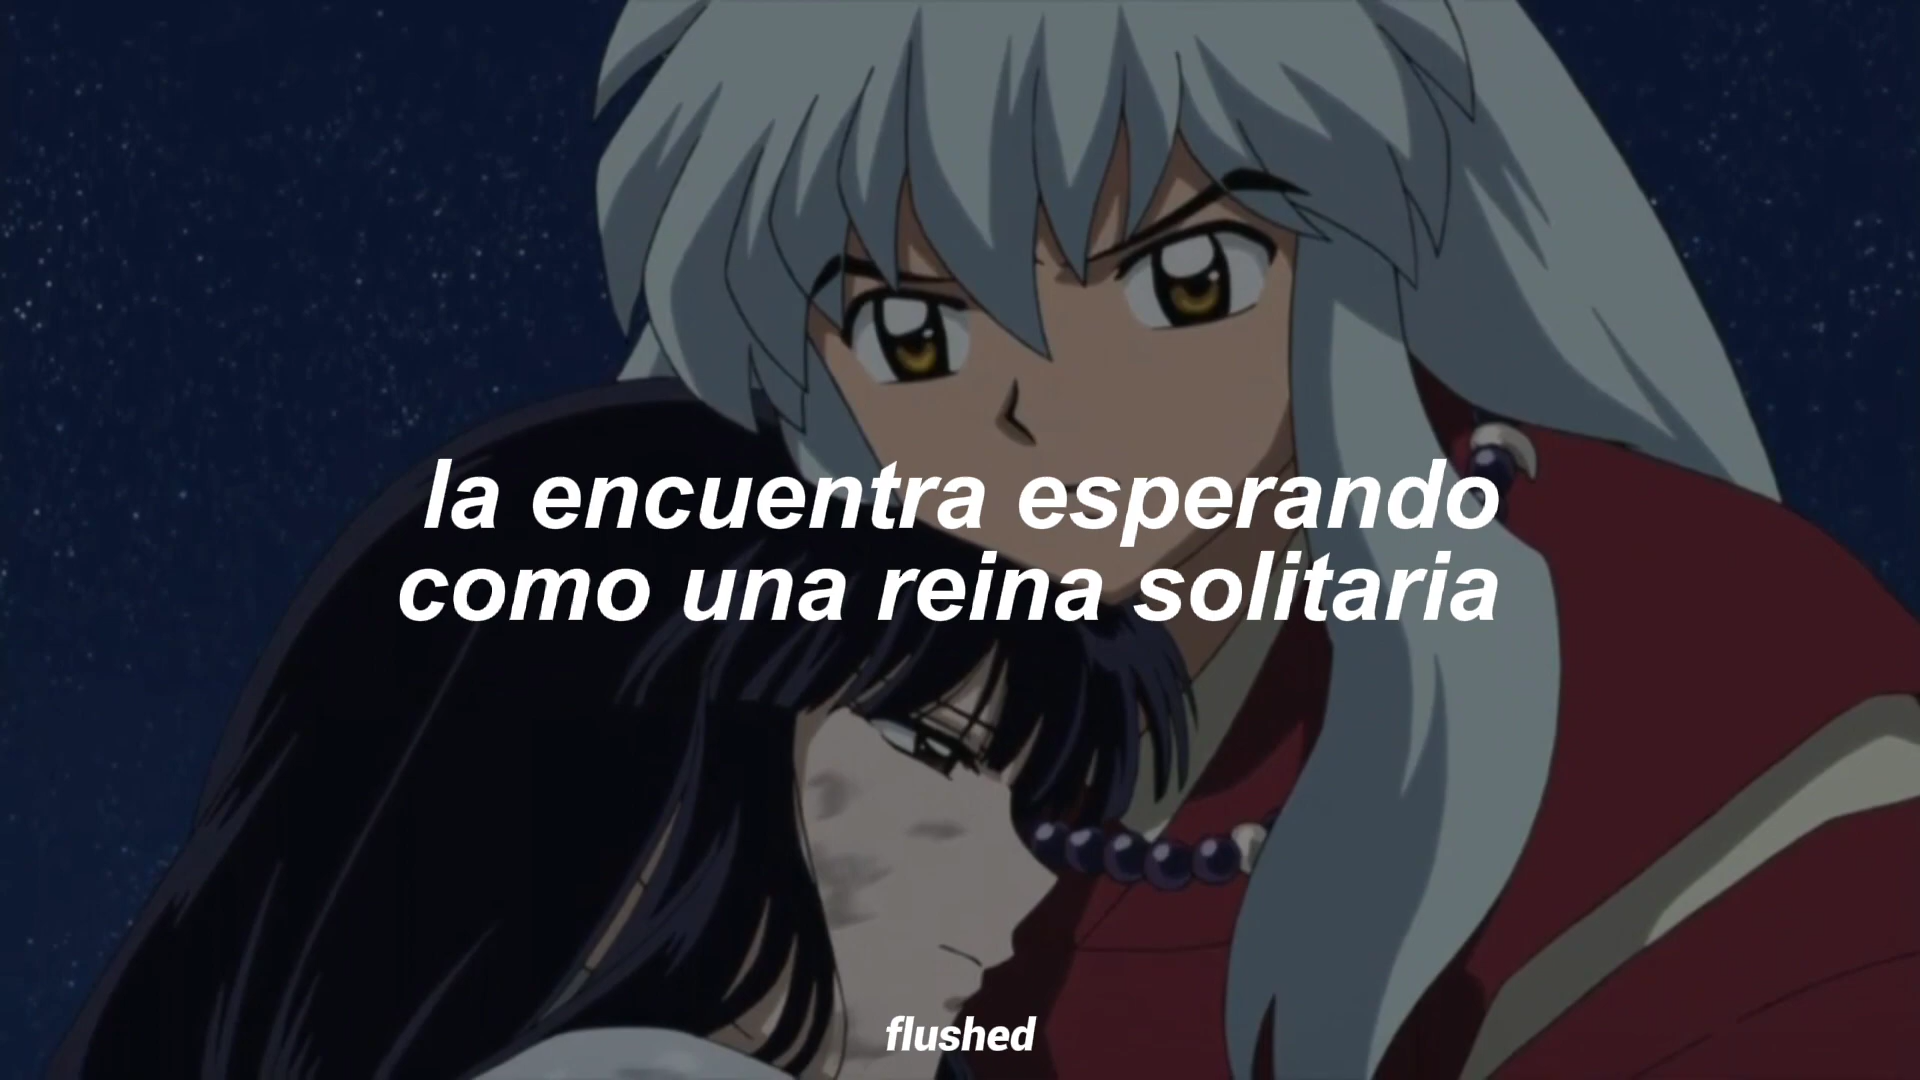 la encuentra esperando
como una reina solitaria
flushed